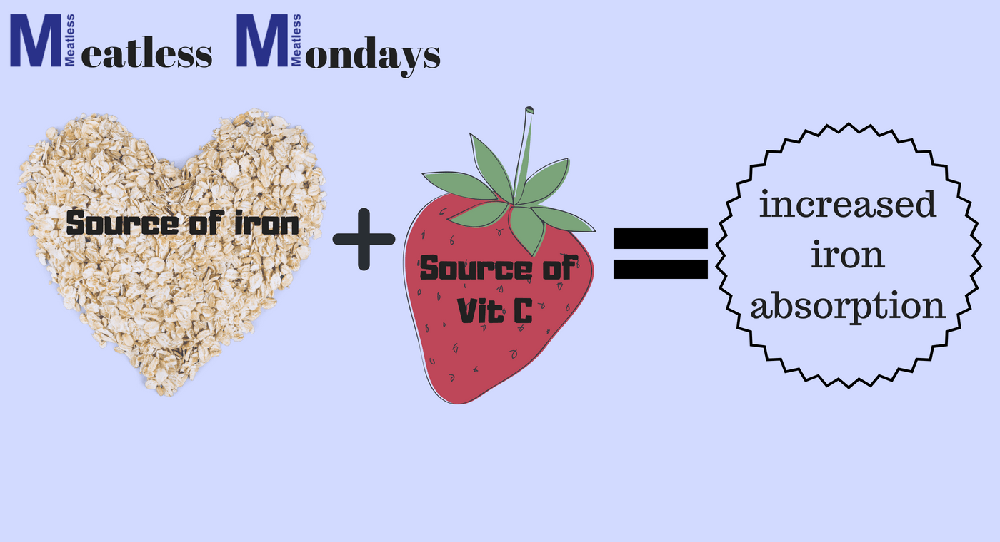 Meatless Mondays
Meatless Meatless
Source of iron
Source of
Vit C
increased
iron
absorption